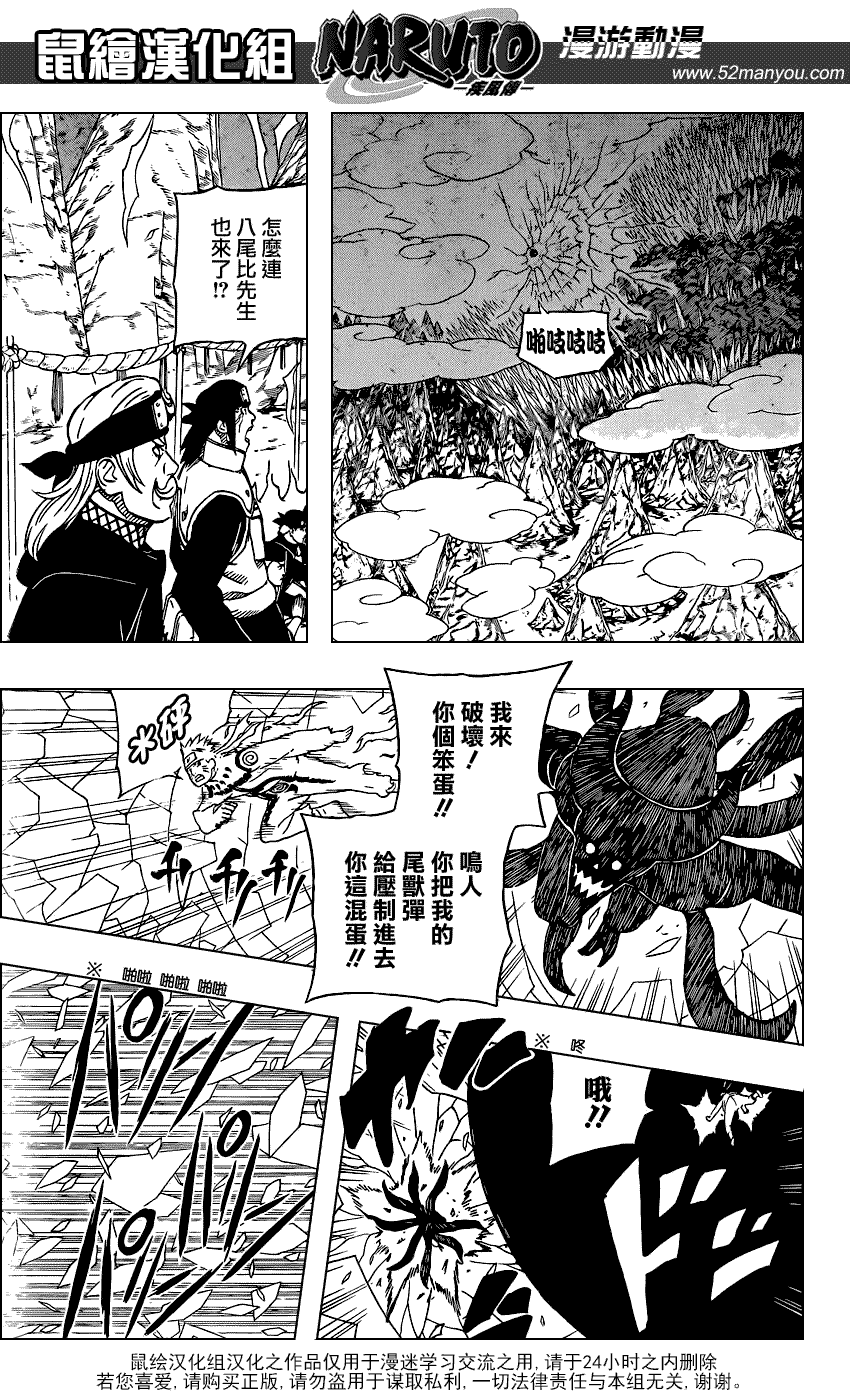 鼠繪漢化組
NARUTO
疾風傳
漫游動漫
www.52manyou.com
啪吱吱吱
怎麼連
八尾比先生
也來了!?
我來
破壞！
你個笨蛋!!
鳴人
你把我的
尾獸彈
給壓制進去
你這混蛋!!
砰
チ
チ
チ
※ 咚
哦!!
※ 啪啦 啪啦 啪啦
鼠绘汉化组汉化之作品仅用于漫迷学习交流之用, 请于24小时之内删除
若您喜爱, 请购买正版, 请勿盗用于谋取私利, 一切法律责任与本组无关, 谢谢.